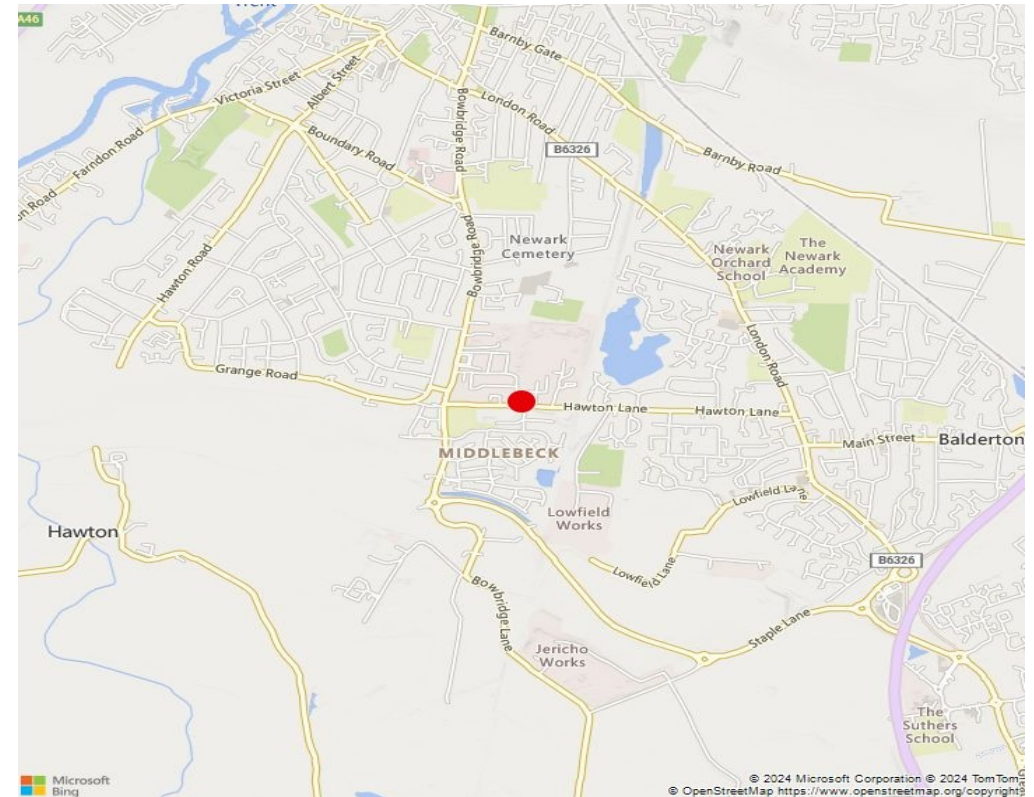 A46
Barnby Gate
Albert Street
Victoria Street
Bowbridge Road
London Road
Farndon Road
Boundary Road
B6326
Barnby Road
on Road
Newark
Cemetery
Newark
Orchard
School
The
Newark
Academy
Hawton Road
Bowbridge Road
London Road
Grange Road
Hawton Lane
Hawton Lane
Main Street
Balderton
MIDDLEBECK
Lowfield
Works
Lowfield Lane
Hawton
Lowfield Lane
B6326
Bowbridge Lane
Staple Lane
Jericho
Works
The
Suthers
School
Microsoft
Bing
© 2024 Microsoft Corporation © 2024 TomTom
© OpenStreetMap https://www.openstreetmap.org/copyright